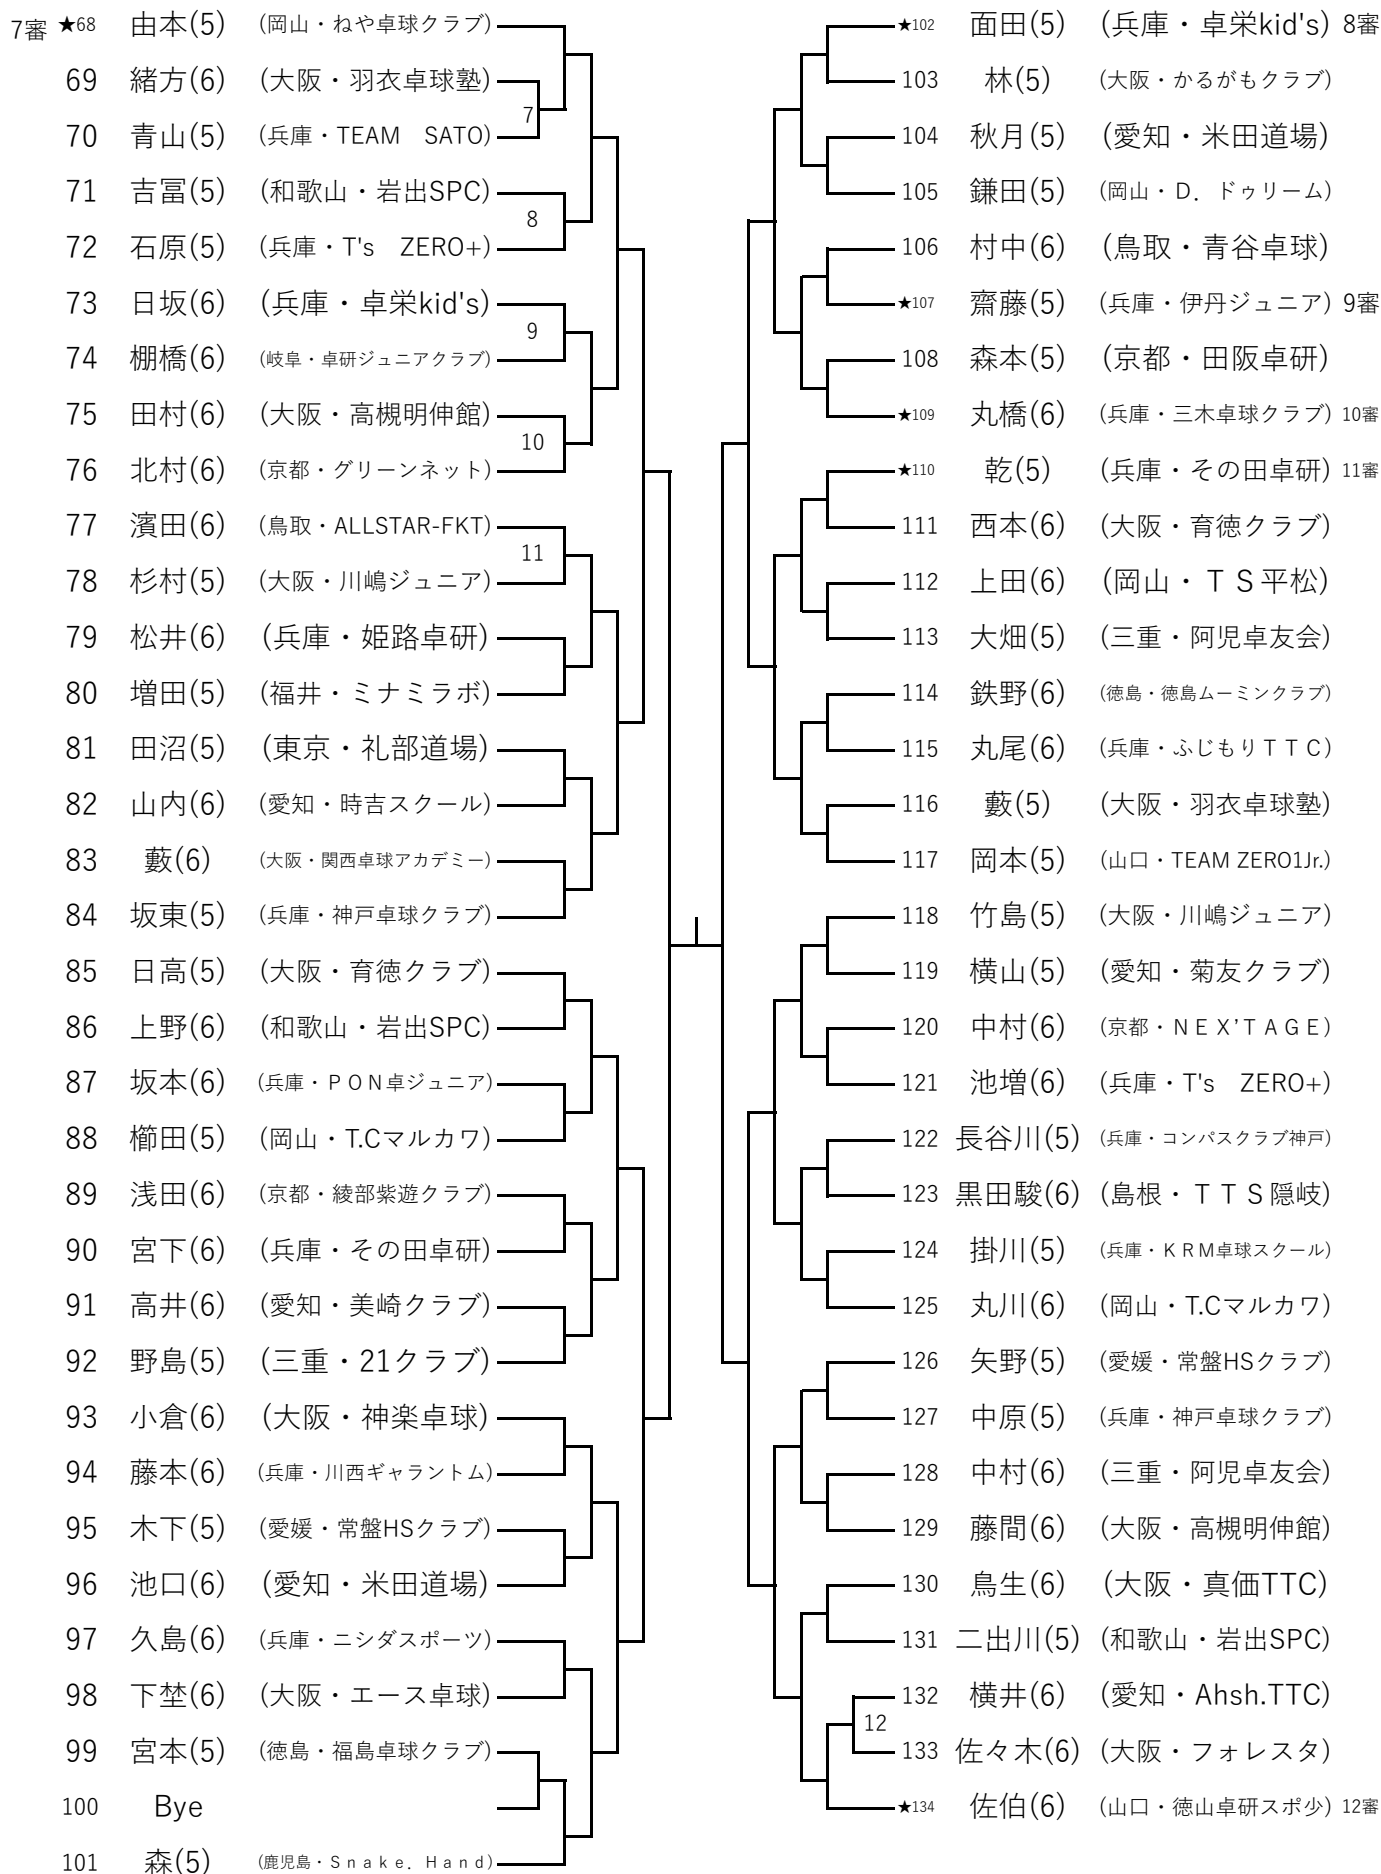 7審 ★68 由本(5) (岡山・ねや卓球クラブ)
69 緒方(6) (大阪・羽衣卓球塾)
7
70 青山(5) (兵庫・TEAM　SATO)
71 吉冨(5) (和歌山・岩出SPC)
8
72 石原(5) (兵庫・T's　ZERO+)
73 日坂(6) (兵庫・卓栄kid's)
9
74 棚橋(6) (岐阜・卓研ジュニアクラブ)
75 田村(6) (大阪・高槻明伸館)
10
76 北村(6) (京都・グリーンネット)
77 濱田(6) (鳥取・ALLSTAR-FKT)
11
78 杉村(5) (大阪・川嶋ジュニア)
79 松井(6) (兵庫・姫路卓研)
80 増田(5) (福井・ミナミラボ)
81 田沼(5) (東京・礼部道場)
82 山内(6) (愛知・時吉スクール)
83 藪(6) (大阪・関西卓球アカデミー)
84 坂東(5) (兵庫・神戸卓球クラブ)
85 日高(5) (大阪・育徳クラブ)
86 上野(6) (和歌山・岩出SPC)
87 坂本(6) (兵庫・ＰＯＮ卓ジュニア)
88 櫛田(5) (岡山・T.Cマルカワ)
89 浅田(6) (京都・綾部紫遊クラブ)
90 宮下(6) (兵庫・その田卓研)
91 高井(6) (愛知・美崎クラブ)
92 野島(5) (三重・21クラブ)
93 小倉(6) (大阪・神楽卓球)
94 藤本(6) (兵庫・川西ギャラントム)
95 木下(5) (愛媛・常盤HSクラブ)
96 池口(6) (愛知・米田道場)
97 久島(6) (兵庫・ニシダスポーツ)
98 下埜(6) (大阪・エース卓球)
99 宮本(5) (徳島・福島卓球クラブ)
100 Bye
101 森(5) (鹿児島・Ｓｎａｋｅ．Ｈａｎｄ)
★102 面田(5) (兵庫・卓栄kid's) 8審
103 林(5) (大阪・かるがもクラブ)
104 秋月(5) (愛知・米田道場)
105 鎌田(5) (岡山・Ｄ．ドゥリーム)
106 村中(6) (鳥取・青谷卓球)
★107 齋藤(5) (兵庫・伊丹ジュニア) 9審
108 森本(5) (京都・田阪卓研)
★109 丸橋(6) (兵庫・三木卓球クラブ) 10審
★110 乾(5) (兵庫・その田卓研) 11審
111 西本(6) (大阪・育徳クラブ)
112 上田(6) (岡山・ＴＳ平松)
113 大畑(5) (三重・阿児卓友会)
114 鉄野(6) (徳島・徳島ムーミンクラブ)
115 丸尾(6) (兵庫・ふじもりＴＴＣ)
116 藪(5) (大阪・羽衣卓球塾)
117 岡本(5) (山口・TEAM ZERO1Jr.)
118 竹島(5) (大阪・川嶋ジュニア)
119 横山(5) (愛知・菊友クラブ)
120 中村(6) (京都・ＮＥＸ’ＴＡＧＥ)
121 池増(6) (兵庫・T's　ZERO+)
122 長谷川(5) (兵庫・コンパスクラブ神戸)
123 黒田駿(6) (島根・ＴＴＳ隠岐)
124 掛川(5) (兵庫・ＫＲＭ卓球スクール)
125 丸川(6) (岡山・T.Cマルカワ)
126 矢野(5) (愛媛・常盤HSクラブ)
127 中原(5) (兵庫・神戸卓球クラブ)
128 中村(6) (三重・阿児卓友会)
129 藤間(6) (大阪・高槻明伸館)
130 鳥生(6) (大阪・真価TTC)
131 二出川(5) (和歌山・岩出SPC)
132 横井(6) (愛知・Ahsh.TTC)
12
133 佐々木(6) (大阪・フォレスタ)
★134 佐伯(6) (山口・徳山卓研スポ少) 12審